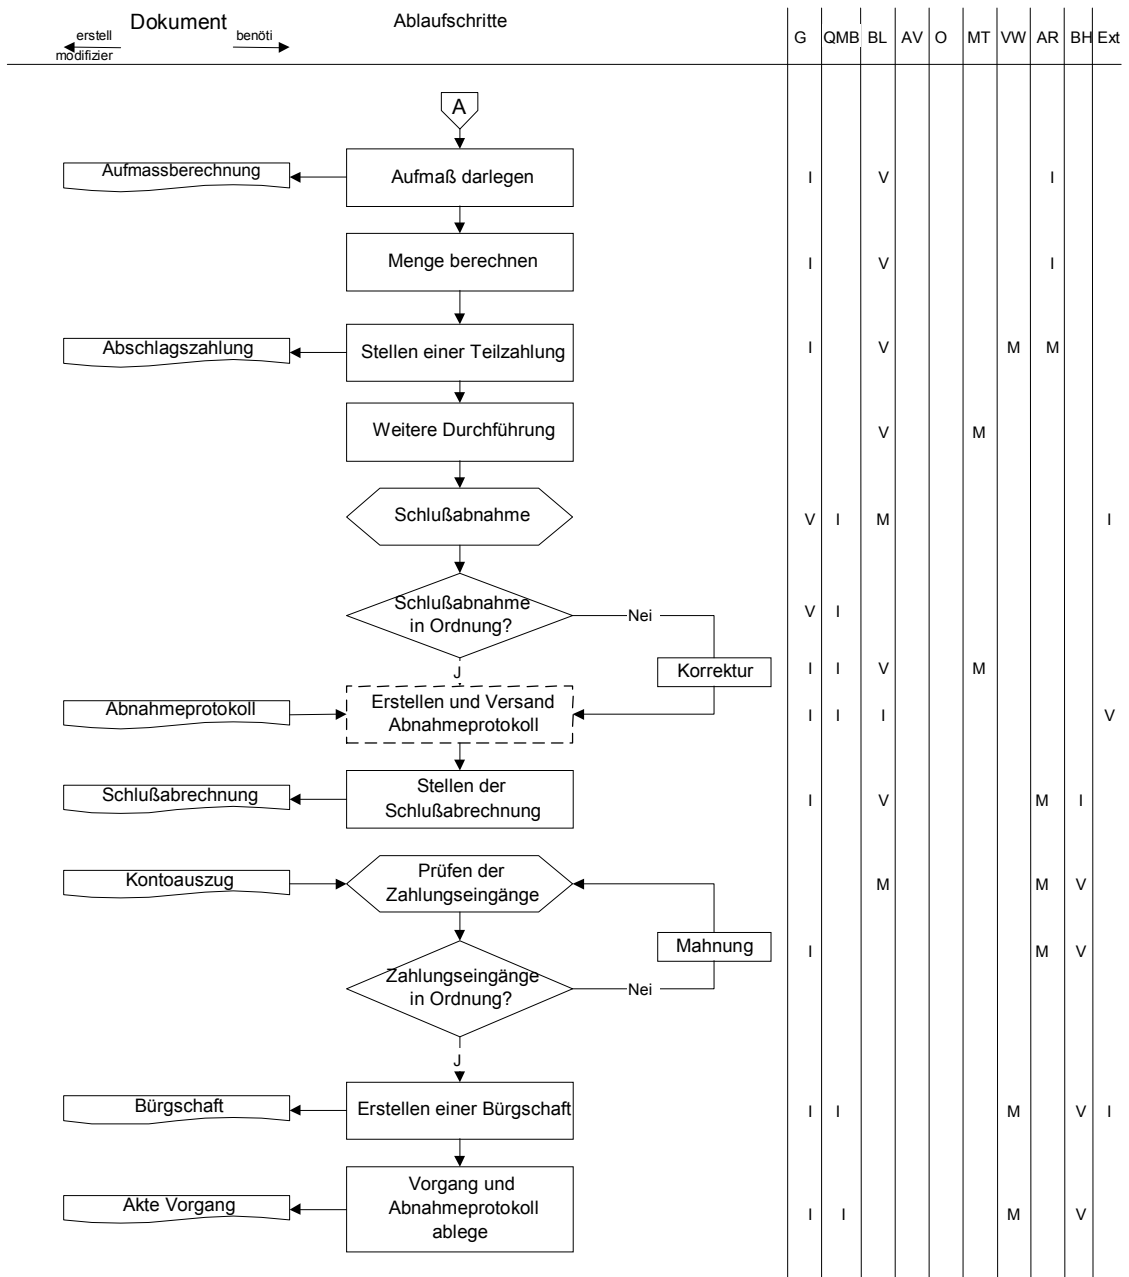 Dokument
Ablaufschritte
erstell
benöti
modifizier
G QMB BL AV O MT VW AR BH Ext
A
Aufmassberechnung
Aufmaß darlegen
I V I
Menge berechnen
I V I
Abschlagszahlung
Stellen einer Teilzahlung
I V M M
Weitere Durchführung
V M
Schlußabnahme
V I M I
Schlußabnahme
in Ordnung?
Nei
V I
J
Korrektur
I I V M
Abnahmeprotokoll
Erstellen und Versand
Abnahmeprotokoll
I I I V
Schlußabrechnung
Stellen der
Schlußabrechnung
I V M I
Kontoauszug
Prüfen der
Zahlungseingänge
M M V
Mahnung
I M V
Zahlungseingänge
in Ordnung?
Nei
J
Bürgschaft
Erstellen einer Bürgschaft
I I M V I
Akte Vorgang
Vorgang und
Abnahmeprotokoll
ablege
I I M V